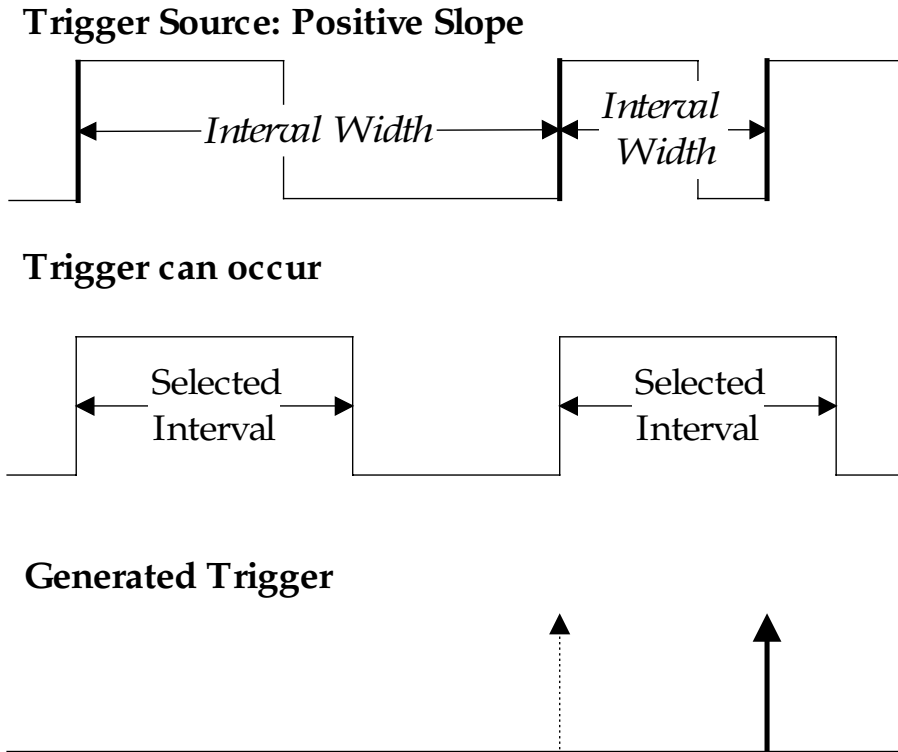 Trigger Source: Positive Slope
Interval Width
Interval
Width
Trigger can occur
Selected
Interval
Selected
Interval
Generated Trigger